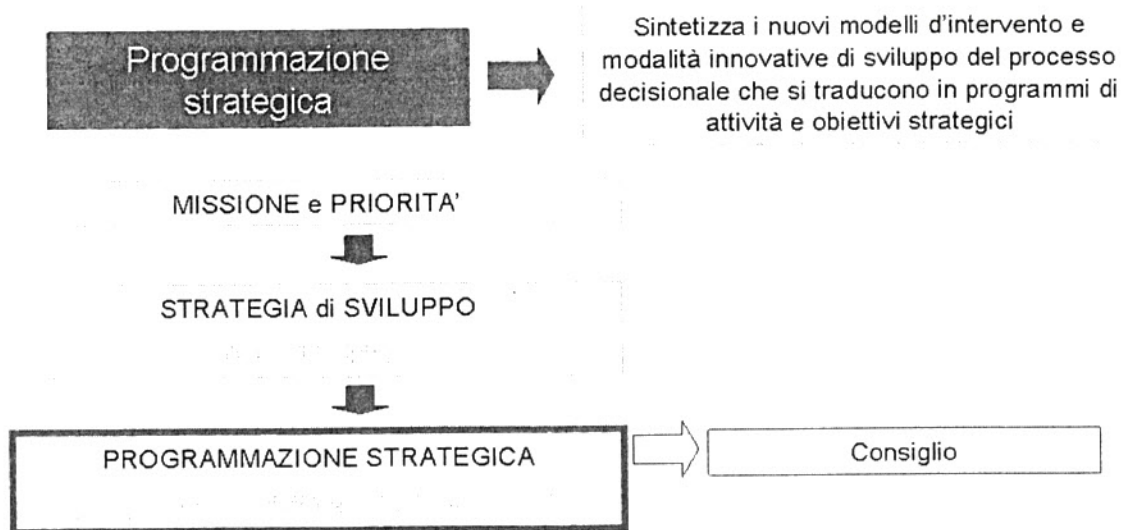 Programmazione
strategica
Sintetizza i nuovi modelli d'intervento e
modalità innovative di sviluppo del processo
decisionale che si traducono in programmi di
attività e obiettivi strategici
MISSIONE e PRIORITA'
STRATEGIA di SVILUPPO
PROGRAMMAZIONE STRATEGICA
Consiglio